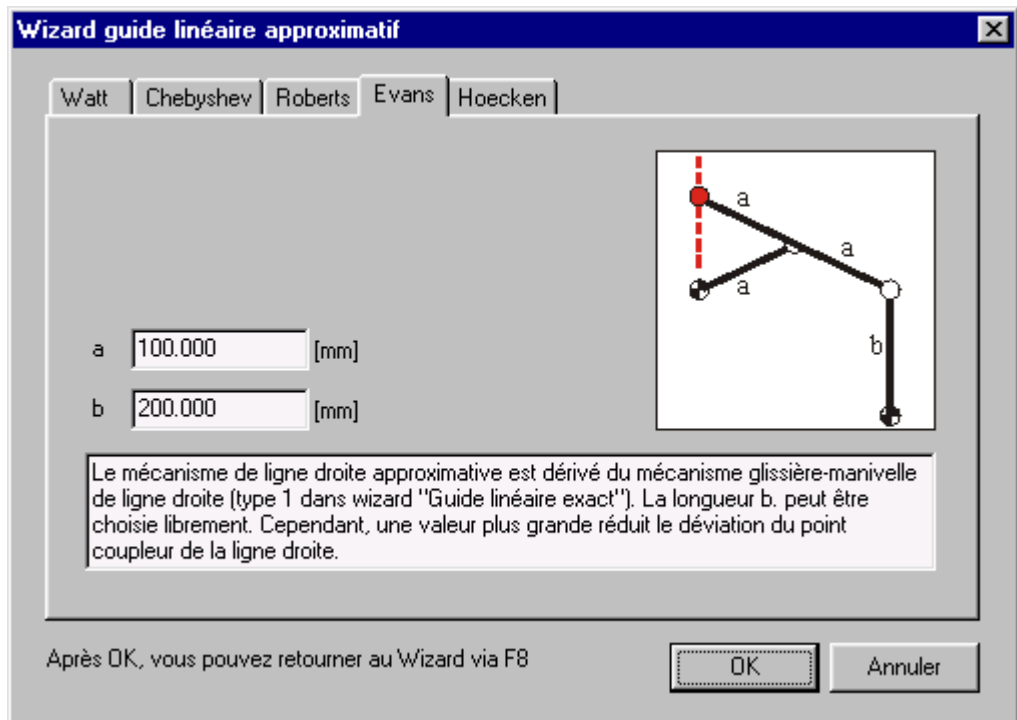 Wizard guide linéaire approximatif
Watt Chebyshev Roberts Evans Hoecken
a
a
a
b
a 100.000 [mm]
b 200.000 [mm]
Le mécanisme de ligne droite approximative est dérivé du mécanisme glissière-manivelle
de ligne droite (type 1 dans wizard "Guide linéaire exact"). La longueur b. peut être
choisie librement. Cependant, une valeur plus grande réduit le déviation du point
coupleur de la ligne droite.
Après OK, vous pouvez retourner au Wizard via F8
OK Annuler